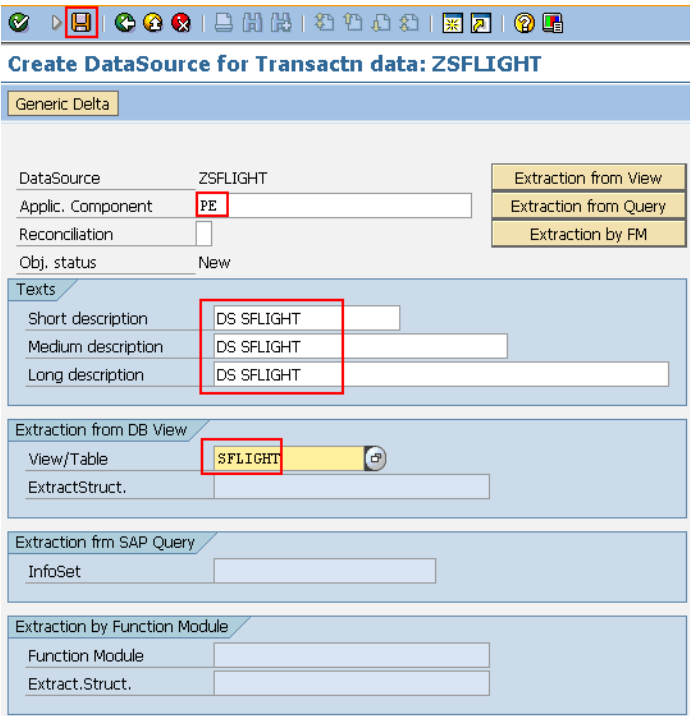 Create DataSource for Transactn data: ZSFLIGHT
Generic Delta
DataSource ZSFLIGHT Extraction from View
Applic. Component PE Extraction from Query
Reconciliation Extraction by FM
Obj. status New
Texts
Short description DS SFLIGHT
Medium description DS SFLIGHT
Long description DS SFLIGHT
Extraction from DB View
View/Table SFLIGHT
ExtractStruct.
Extraction frm SAP Query
InfoSet
Extraction by Function Module
Function Module
Extract.Struct.